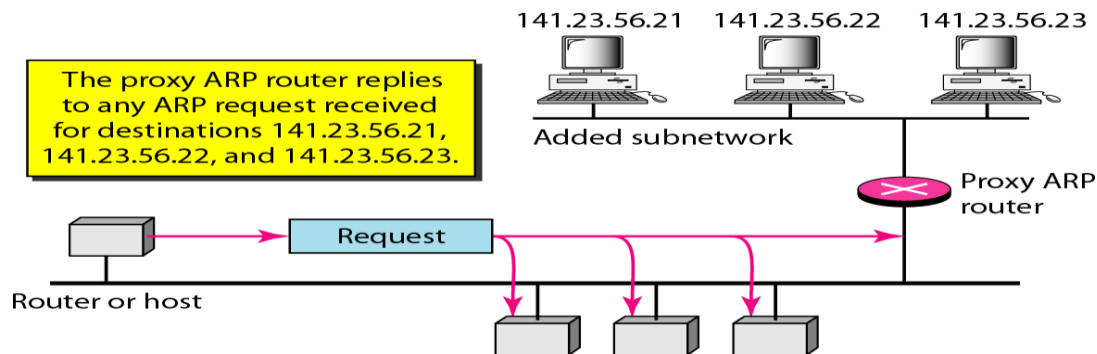 141.23.56.21 141.23.56.22 141.23.56.23
The proxy ARP router replies
to any ARP request received
for destinations 141.23.56.21,
141.23.56.22, and 141.23.56.23.
Added subnetwork
Proxy ARP
router
Request
Router or host